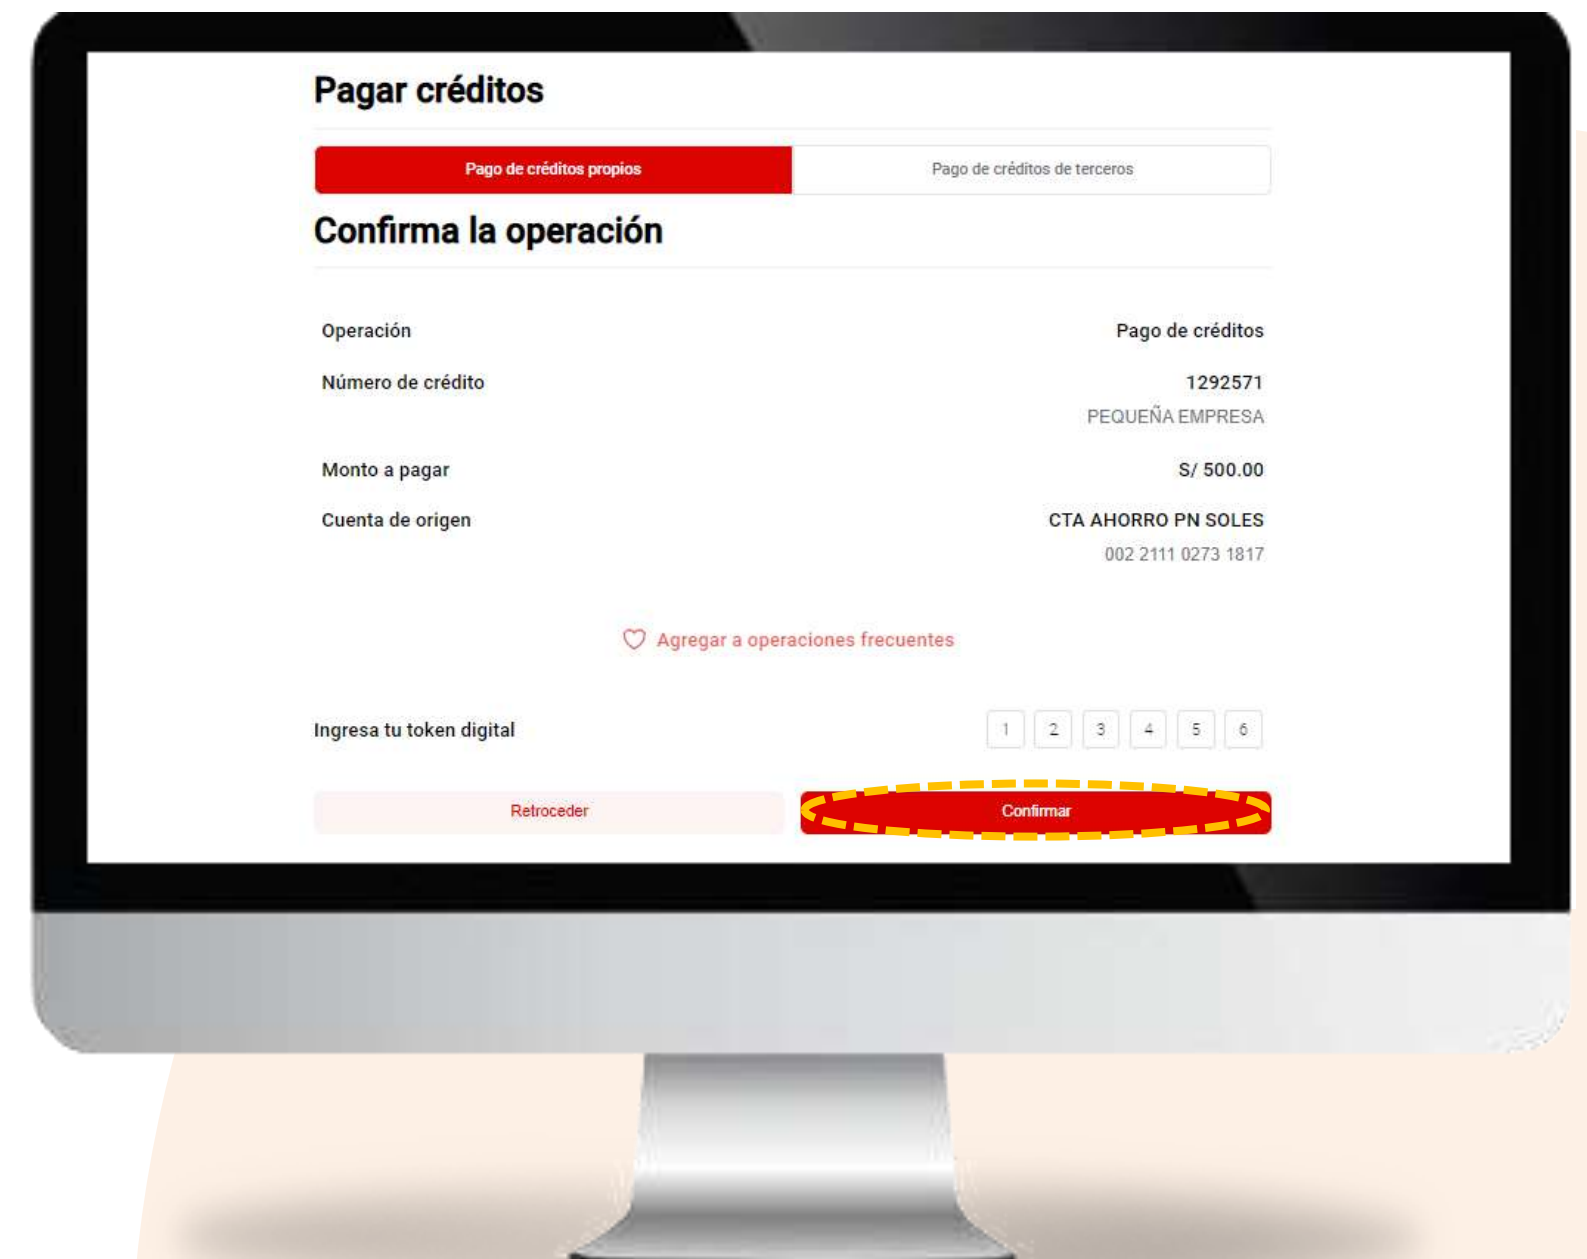 Pagar créditos
Pago de créditos propios
Pago de créditos de terceros
Confirma la operación
Operación
Pago de créditos
Número de crédito
1292571
PEQUEÑA EMPRESA
Monto a pagar
S/ 500.00
Cuenta de origen
CTA AHORRO PN SOLES
002 2111 0273 1817
Agregar a operaciones frecuentes
Ingresa tu token digital
1 2 3 4 5 6
Retroceder
Confirmar